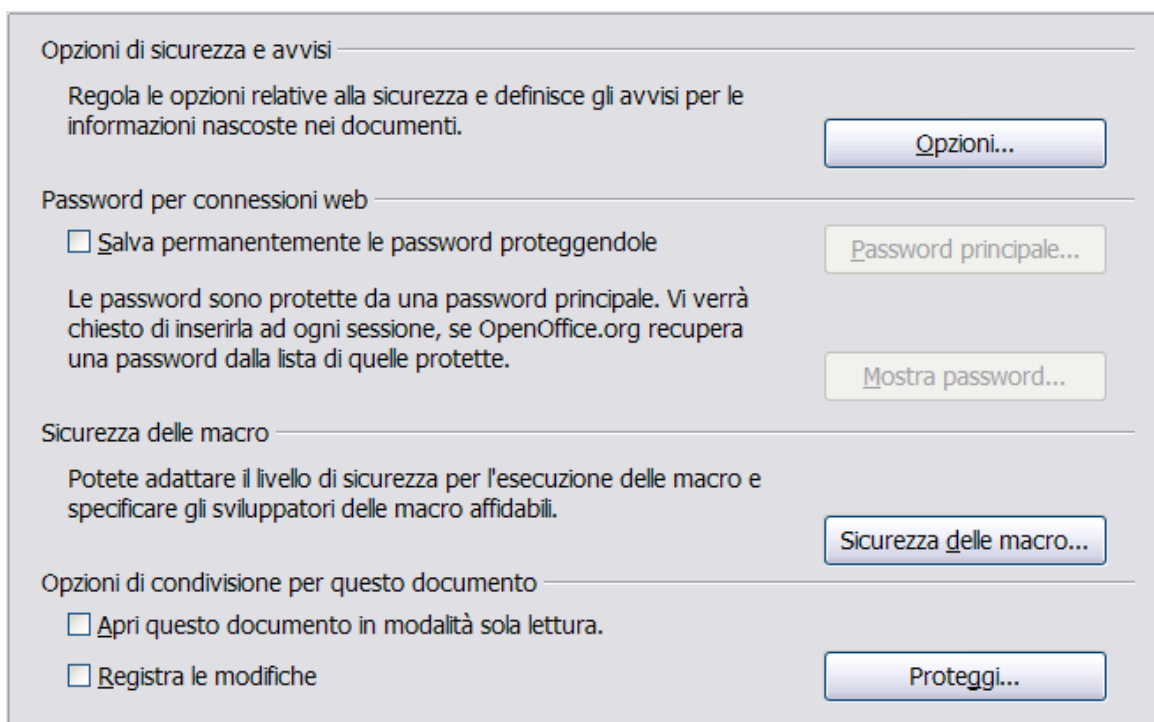 Opzioni di sicurezza e avvisi
Regola le opzioni relative alla sicurezza e definisce gli avvisi per le
informazioni nascoste nei documenti.
Opzioni...
Password per connessioni web
Salva permanentemente le password proteggendole
Password principale...
Le password sono protette da una password principale. Vi verrà
chiesto di inserirla ad ogni sessione, se OpenOffice.org recupera
una password dalla lista di quelle protette.
Mostra password...
Sicurezza delle macro
Potete adattare il livello di sicurezza per l'esecuzione delle macro e
specificare gli sviluppatori delle macro affidabili.
Sicurezza delle macro...
Opzioni di condivisione per questo documento
Apri questo documento in modalità sola lettura.
Registra le modifiche
Proteggi...